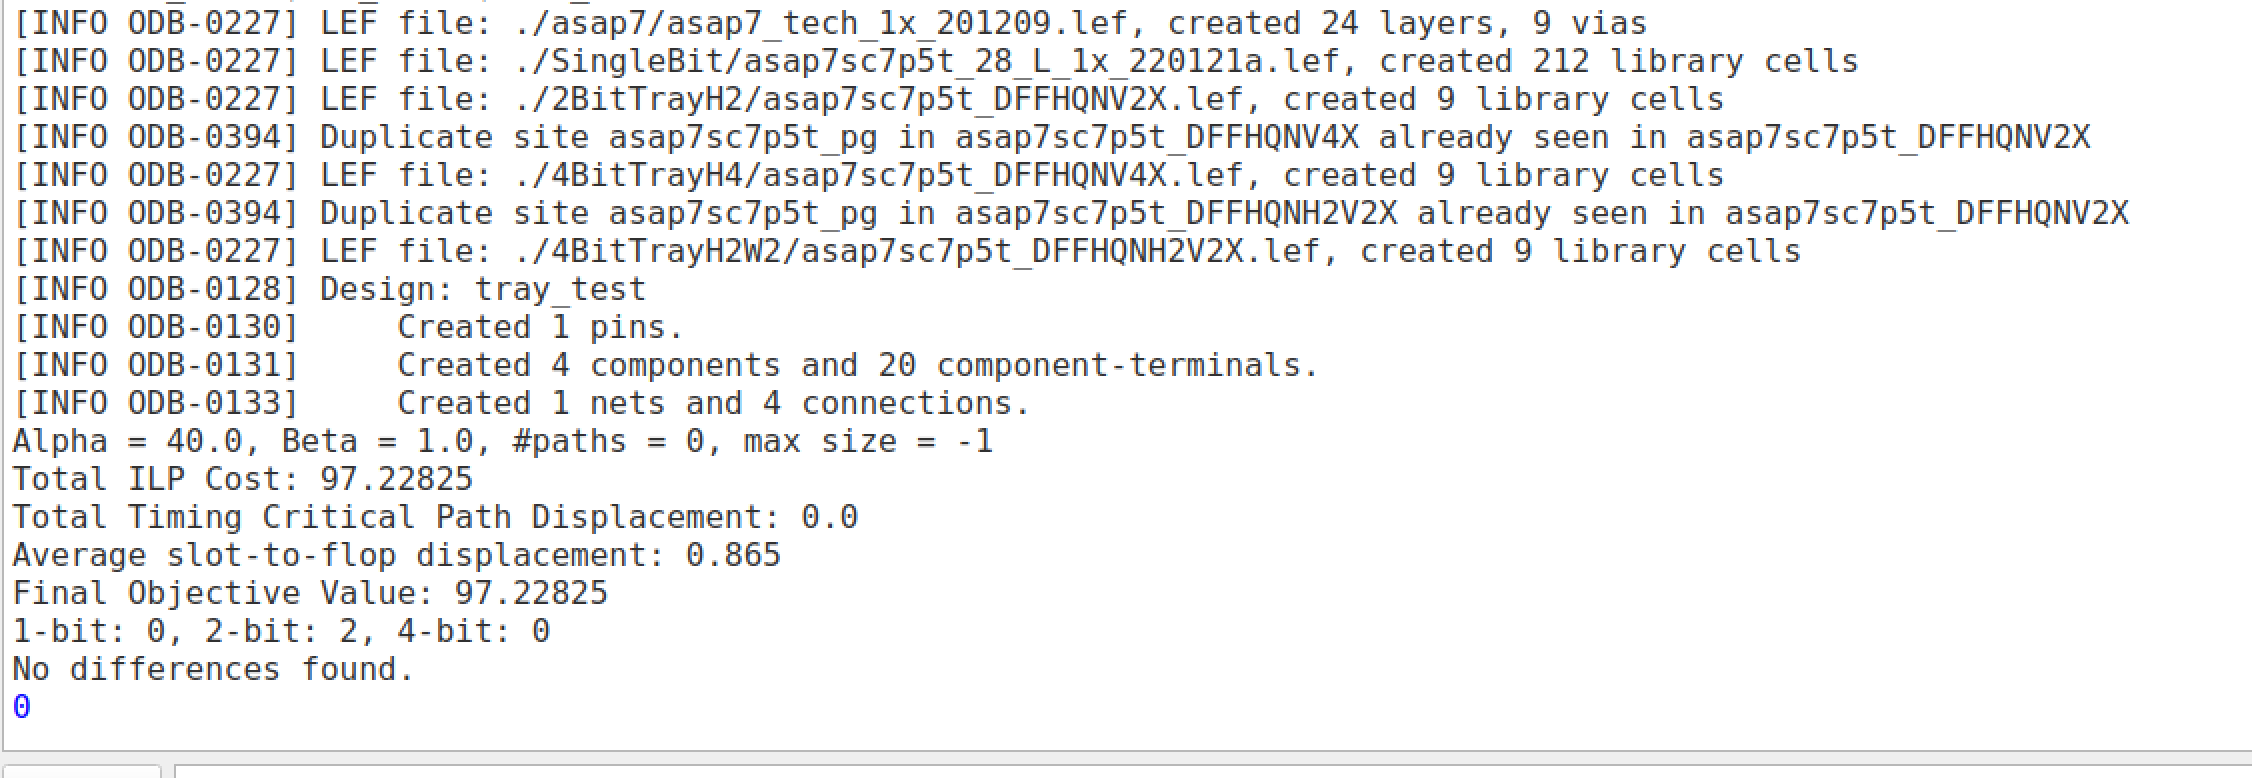 [INFO ODB-0227] LEF file: ./asap7/asap7_tech_1x_201209.lef, created 24 layers, 9 vias
[INFO ODB-0227] LEF file: ./SingleBit/asap7sc7p5t_28_L_1x_220121a.lef, created 212 library cells
[INFO ODB-0227] LEF file: ./2BitTrayH2/asap7sc7p5t_DFFHQNV2X.lef, created 9 library cells
[INFO ODB-0394] Duplicate site asap7sc7p5t_pg in asap7sc7p5t_DFFHQNV4X already seen in asap7sc7p5t_DFFHQNV2X
[INFO ODB-0227] LEF file: ./4BitTrayH4/asap7sc7p5t_DFFHQNV4X.lef, created 9 library cells
[INFO ODB-0394] Duplicate site asap7sc7p5t_pg in asap7sc7p5t_DFFHQNH2V2X already seen in asap7sc7p5t_DFFHQNV2X
[INFO ODB-0227] LEF file: ./4BitTrayH2W2/asap7sc7p5t_DFFHQNH2V2X.lef, created 9 library cells
[INFO ODB-0128] Design: tray_test
[INFO ODB-0130]     Created 1 pins.
[INFO ODB-0131]     Created 4 components and 20 component-terminals.
[INFO ODB-0133]     Created 1 nets and 4 connections.
Alpha = 40.0, Beta = 1.0, #paths = 0, max size = -1
Total ILP Cost: 97.22825
Total Timing Critical Path Displacement: 0.0
Average slot-to-flop displacement: 0.865
Final Objective Value: 97.22825
1-bit: 0, 2-bit: 2, 4-bit: 0
No differences found.
0